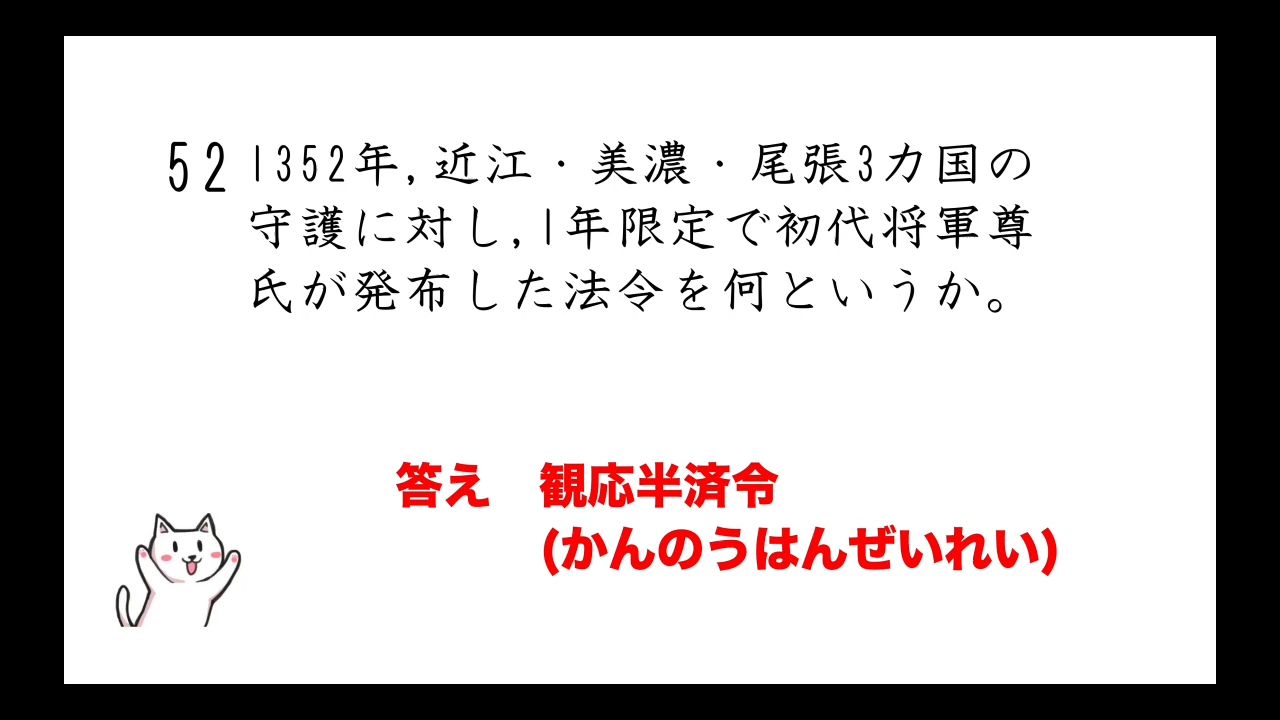 52 1352年,近江・美濃・尾張3カ国の
守護に対し,1年限定で初代将軍尊
氏が発布した法令を何というか。
答え 観応半済令
(かんのうはんぜいれい)